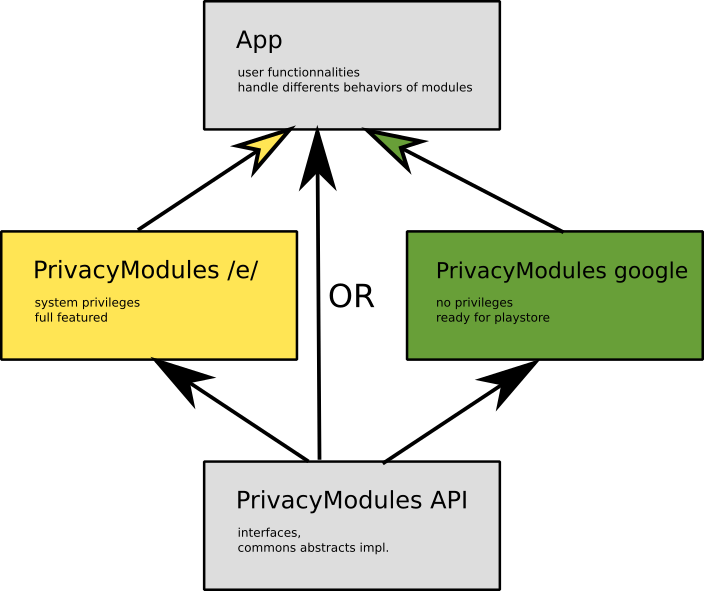 App
user functionnalities
handle differents behaviors of modules
PrivacyModules /e/
system privileges
full featured
OR
PrivacyModules google
no privileges
ready for playstore
PrivacyModules API
interfaces,
commons abstracts impl.